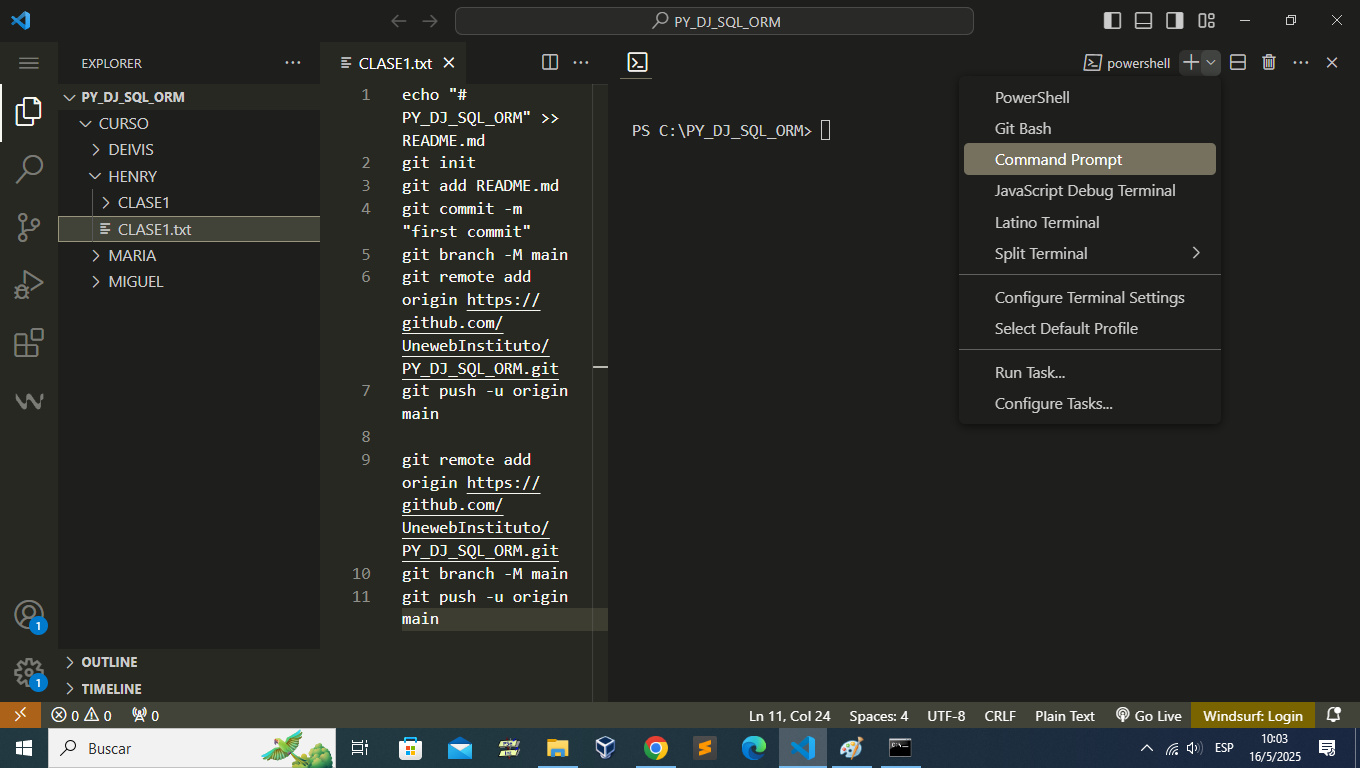 PY_DJ_SQL_ORM
EXPLORER
PY_DJ_SQL_ORM
CURSO
DEIVIS
HENRY
CLASE1
CLASE1.txt
MARIA
MIGUEL
OUTLINE
TIMELINE
1
1
CLASE1.txt
1 echo "#
PY_DJ_SQL_ORM" >>
README.md
2 git init
3 git add README.md
4 git commit -m
"first commit"
5 git branch -M main
6 git remote add
origin https://
github.com/
UnewebInstituto/
PY_DJ_SQL_ORM.git
7 git push -u origin
main
8
9 git remote add
origin https://
github.com/
UnewebInstituto/
PY_DJ_SQL_ORM.git
10 git branch -M main
11 git push -u origin
main
powershell
PS C:\PY_DJ_SQL_ORM>
PowerShell
Git Bash
Command Prompt
JavaScript Debug Terminal
Latino Terminal
Split Terminal
Configure Terminal Settings
Select Default Profile
Run Task...
Configure Tasks...
0 0 0 Ln 11, Col 24 Spaces: 4 UTF-8 CRLF Plain Text Go Live Windsurf: Login
Buscar
ESP
10:03
16/5/2025